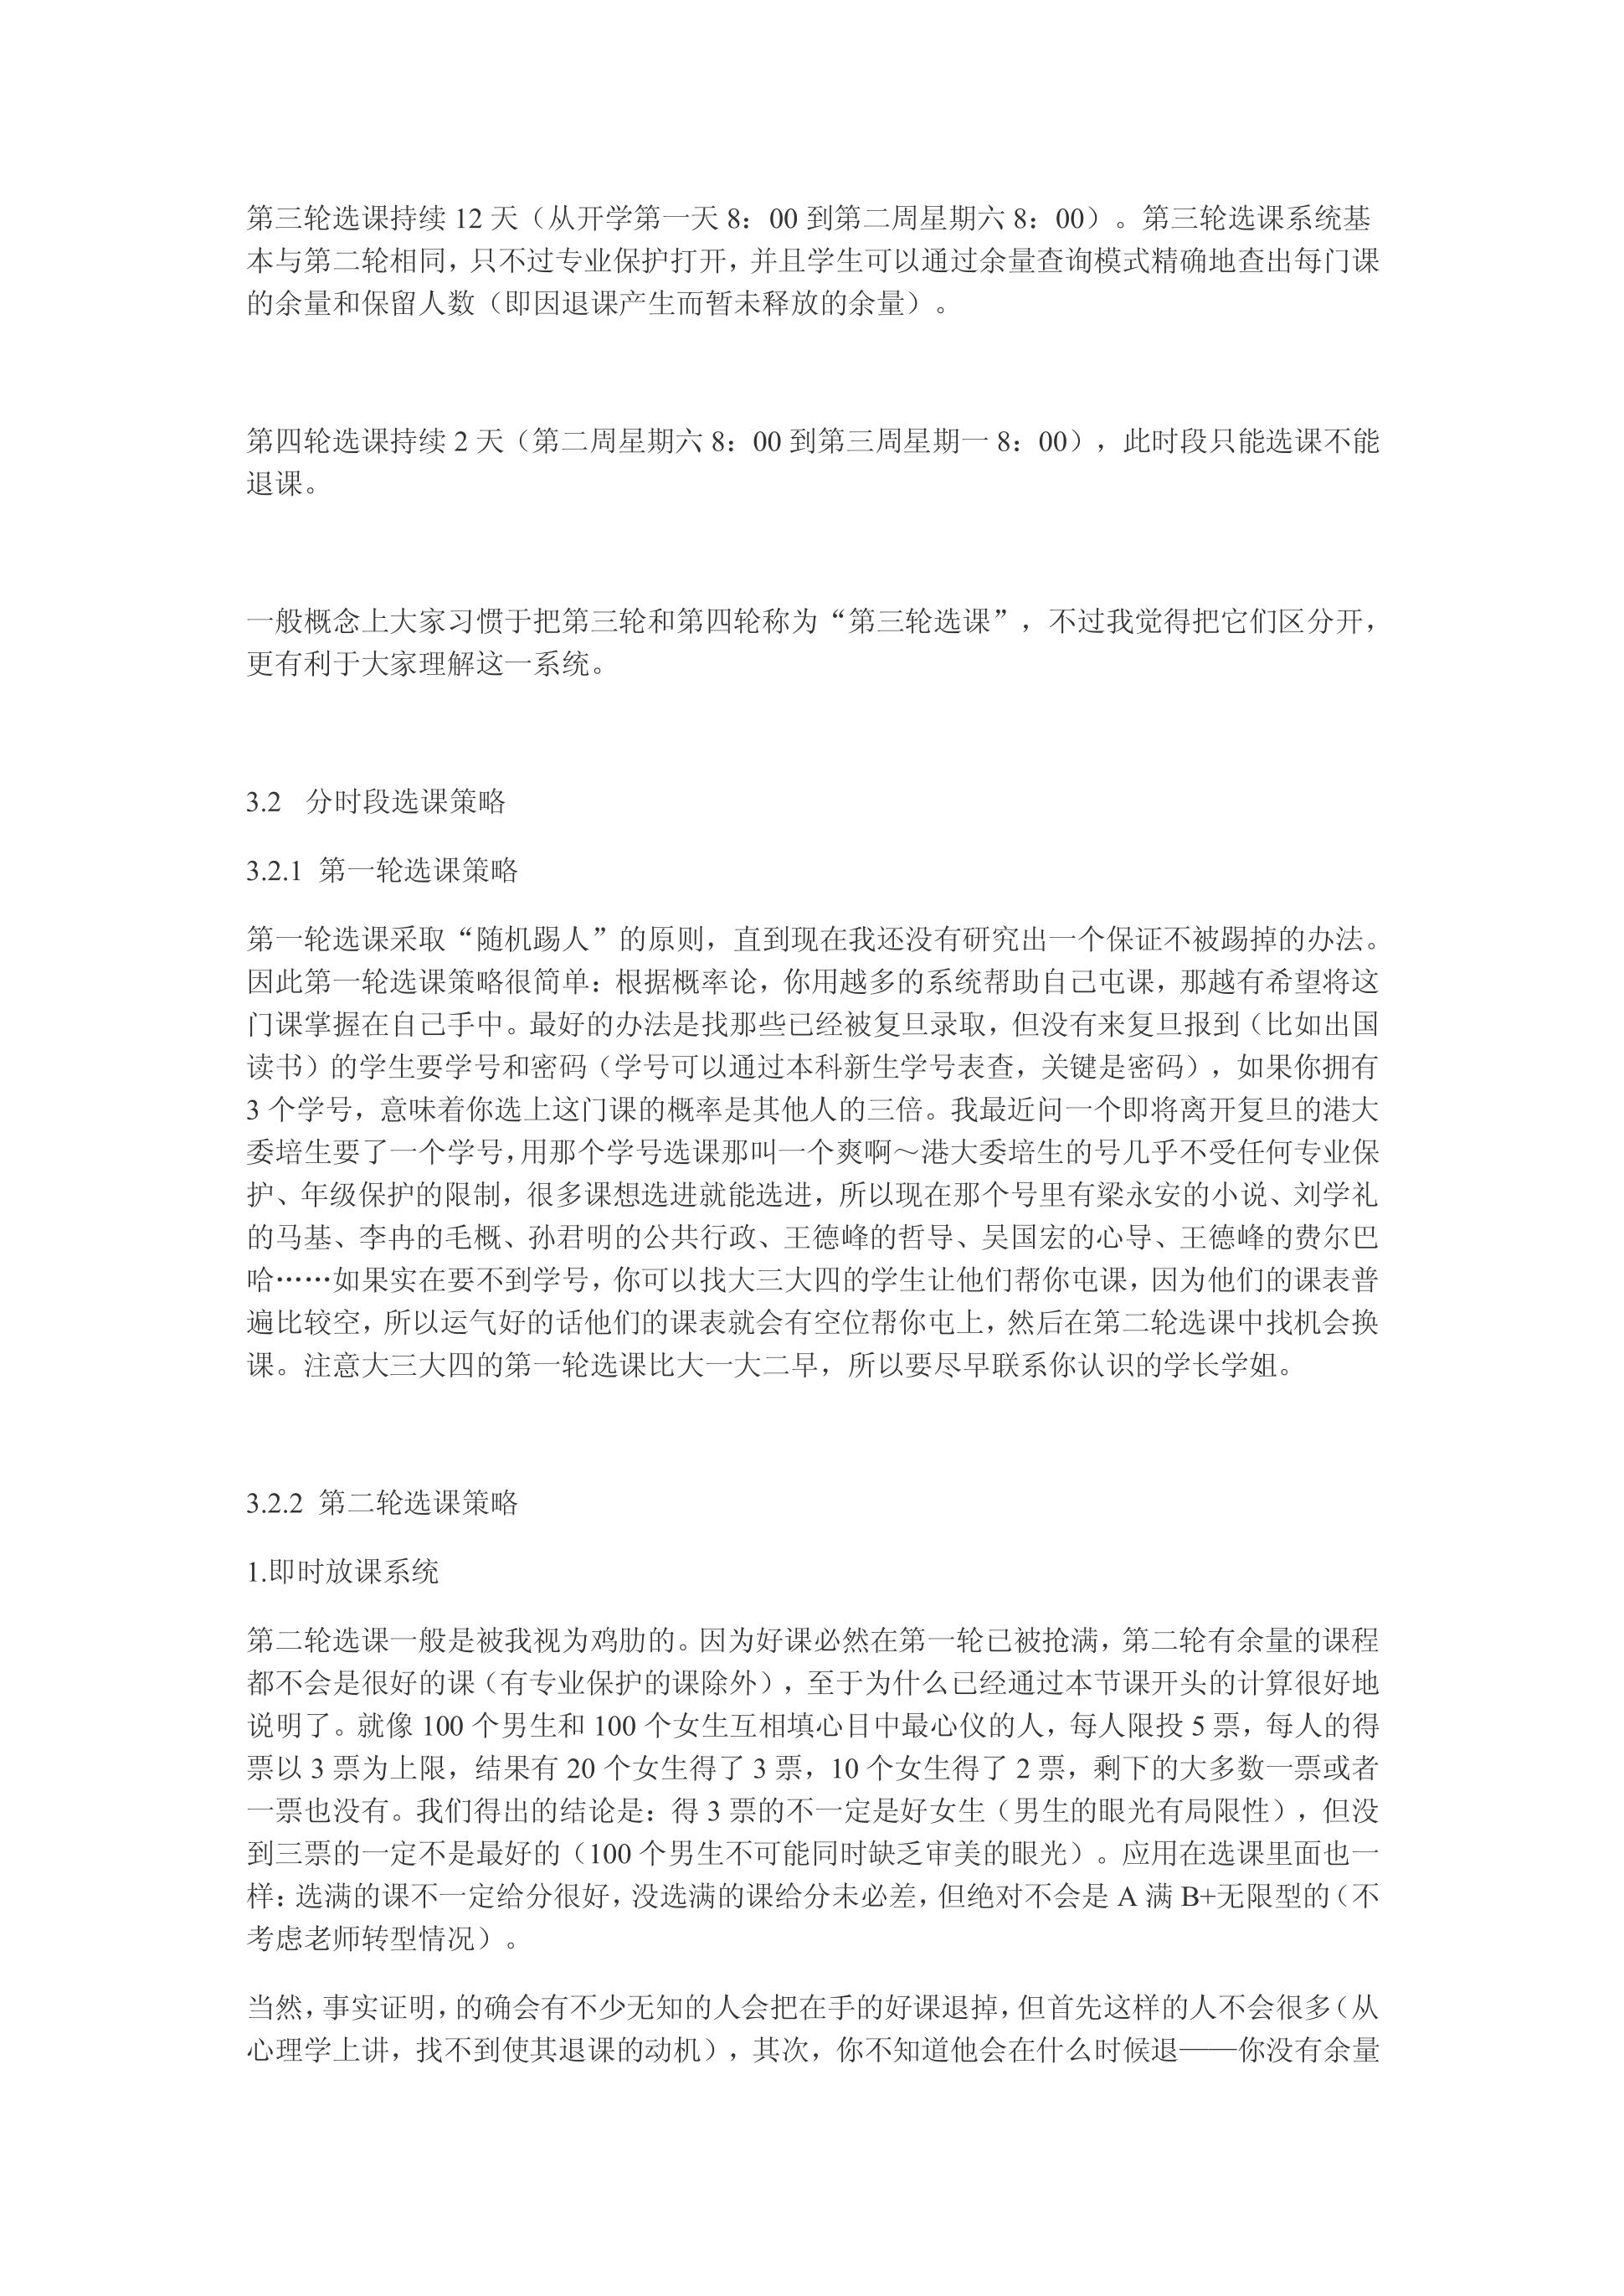 第三轮选课持续 12 天（从开学第一天 8：00 到第二周星期六 8：00）。第三轮选课系统基
本与第二轮相同，只不过专业保护打开，并且学生可以通过余量查询模式精确地查出每门课
的余量和保留人数（即因退课产生而暂未释放的余量）。
第四轮选课持续 2 天（第二周星期六 8：00 到第三周星期一 8：00），此时段只能选课不能
退课。
一般概念上大家习惯于把第三轮和第四轮称为“第三轮选课”，不过我觉得把它们区分开，
更有利于大家理解这一系统。
3.2 分时段选课策略
3.2.1 第一轮选课策略
第一轮选课采取“随机踢人”的原则，直到现在我还没有研究出一个保证不被踢掉的办法。
因此第一轮选课策略很简单：根据概率论，你用越多的系统帮助自己屯课，那越有希望将这
门课掌握在自己手中。最好的办法是找那些已经被复旦录取，但没有来复旦报到（比如出国
读书）的学生要学号和密码（学号可以通过本科新生学号表查，关键是密码），如果你拥有
3 个学号，意味着你选上这门课的概率是其他人的三倍。我最近问一个即将离开复旦的港大
委培生要了一个学号，用那个学号选课那叫一个爽啊～港大委培生的号几乎不受任何专业保
护、年级保护的限制，很多课想选进就能选进，所以现在那个号里有梁永安的小说、刘学礼
的马基、李冉的毛概、孙君明的公共行政、王德峰的哲导、吴国宏的心导、王德峰的费尔巴
哈……如果实在要不到学号，你可以找大三大四的学生让他们帮你屯课，因为他们的课表普
遍比较空，所以运气好的话他们的课表就会有空位帮你屯上，然后在第二轮选课中找机会换
课。注意大三大四的第一轮选课比大一大二早，所以要尽早联系你认识的学长学姐。
3.2.2 第二轮选课策略
1.即时放课系统
第二轮选课一般是被我视为鸡肋的。因为好课必然在第一轮已被抢满，第二轮有余量的课程
都不会是很好的课（有专业保护的课除外），至于为什么已经通过本节课开头的计算很好地
说明了。就像 100 个男生和 100 个女生互相填心目中最心仪的人，每人限投 5 票，每人的得
票以 3 票为上限，结果有 20 个女生得了 3 票，10 个女生得了 2 票，剩下的大多数一票或者
一票也没有。我们得出的结论是：得 3 票的不一定是好女生（男生的眼光有局限性），但没
到三票的一定不是最好的（100 个男生不可能同时缺乏审美的眼光）。应用在选课里面也一
样：选满的课不一定给分很好，没选满的课给分未必差，但绝对不会是 A 满 B+无限型的（不
考虑老师转型情况）。
当然，事实证明，的确会有不少无知的人会把在手的好课退掉，但首先这样的人不会很多（从
心理学上讲，找不到使其退课的动机），其次，你不知道他会在什么时候退——你没有余量